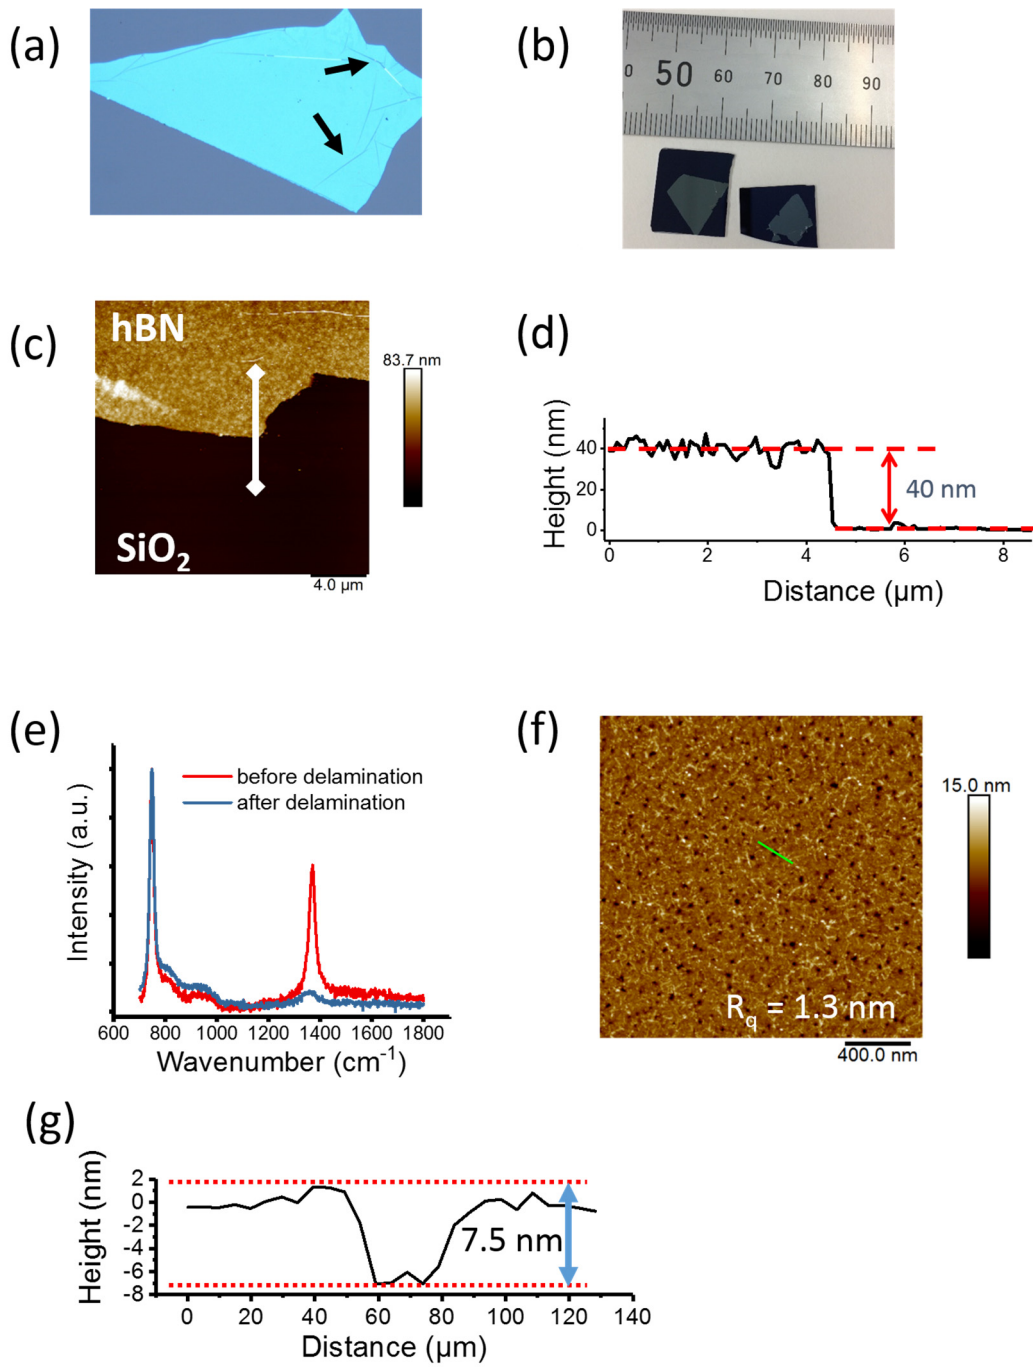 (a)
(b)
0 50 60 70 80 90
(c)
hBN
SiO₂
83.7 nm
4.0 µm
(d)
Height (nm)
40
20
0
40 nm
0 2 4 6 8
Distance (µm)
(e)
Intensity (a.u.)
before delamination
after delamination
600 800 1000 1200 1400 1600 1800
Wavenumber (cm⁻¹)
(f)
15.0 nm
R_q = 1.3 nm
400.0 nm
(g)
Height (nm)
2
0
-2
-4
-6
-8
7.5 nm
0 20 40 60 80 100 120 140
Distance (µm)